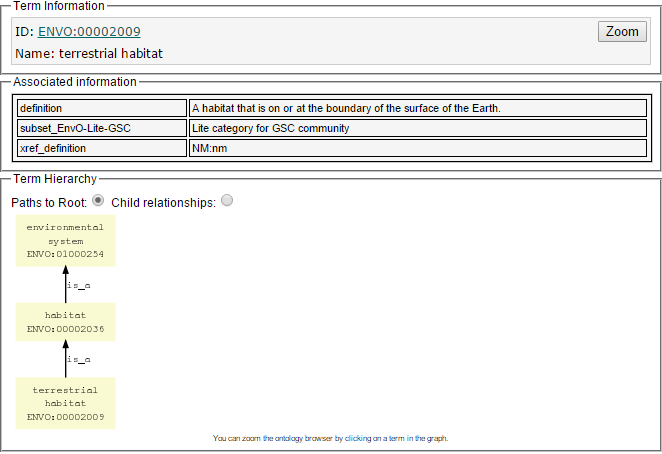 Term Information
ID: ENVO:00002009
Zoom
Name: terrestrial habitat
Associated information
definition A habitat that is on or at the boundary of the surface of the Earth.
subset_EnvO-Lite-GSC Lite category for GSC community
xref_definition NM:nm
Term Hierarchy
Paths to Root: Child relationships:
environmental
system
ENVO:01000254
is_a
habitat
ENVO:00002036
is_a
terrestrial
habitat
ENVO:00002009
You can zoom the ontology browser by clicking on a term in the graph.